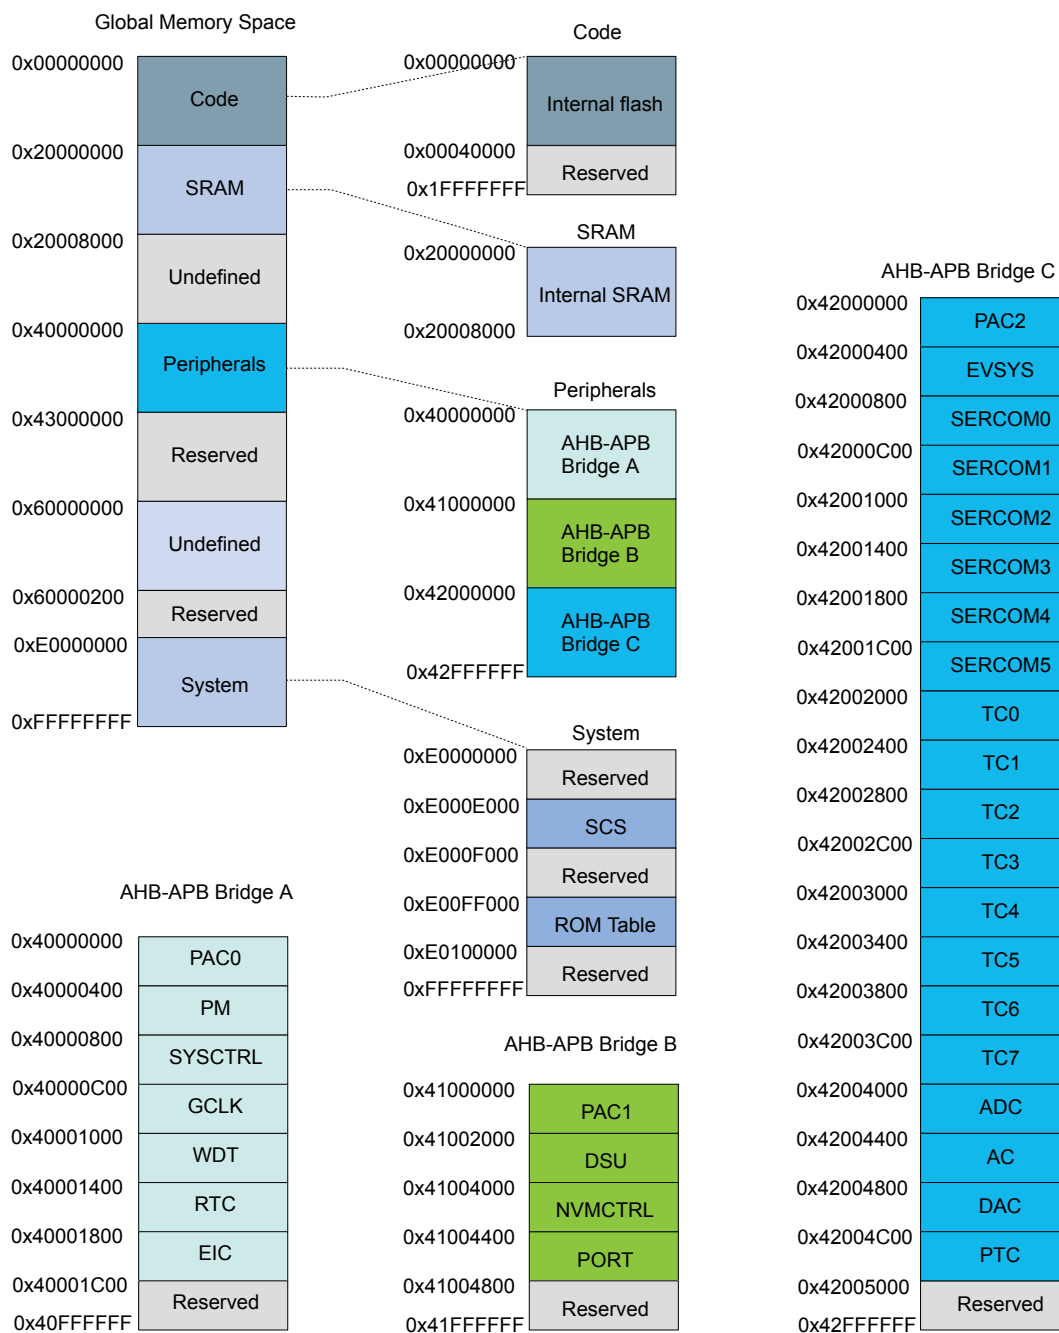 Global Memory Space
0x00000000
Code
0x20000000
SRAM
0x20008000
Undefined
0x40000000
Peripherals
0x43000000
Reserved
0x60000000
Undefined
0x60000200
Reserved
0xE0000000
System
0xFFFFFFFF
Code
0x00000000
Internal flash
0x00040000
Reserved
0x1FFFFFFF
SRAM
0x20000000
Internal SRAM
0x20008000
Peripherals
0x40000000
AHB-APB
Bridge A
0x41000000
AHB-APB
Bridge B
0x42000000
AHB-APB
Bridge C
0x42FFFFFF
System
0xE0000000
Reserved
0xE000E000
SCS
0xE000F000
Reserved
0xE00FF000
ROM Table
0xE0100000
Reserved
0xFFFFFFFF
AHB-APB Bridge A
0x40000000
PAC0
0x40000400
PM
0x40000800
SYSCTRL
0x40000C00
GCLK
0x40001000
WDT
0x40001400
RTC
0x40001800
EIC
0x40001C00
Reserved
0x40FFFFFF
AHB-APB Bridge B
0x41000000
PAC1
0x41002000
DSU
0x41004000
NVMCTRL
0x41004400
PORT
0x41004800
Reserved
0x41FFFFFF
AHB-APB Bridge C
0x42000000
PAC2
0x42000400
EVSYS
0x42000800
SERCOM0
0x42000C00
SERCOM1
0x42001000
SERCOM2
0x42001400
SERCOM3
0x42001800
SERCOM4
0x42001C00
SERCOM5
0x42002000
TC0
0x42002400
TC1
0x42002800
TC2
0x42002C00
TC3
0x42003000
TC4
0x42003400
TC5
0x42003800
TC6
0x42003C00
TC7
0x42004000
ADC
0x42004400
AC
0x42004800
DAC
0x42004C00
PTC
0x42005000
Reserved
0x42FFFFFF